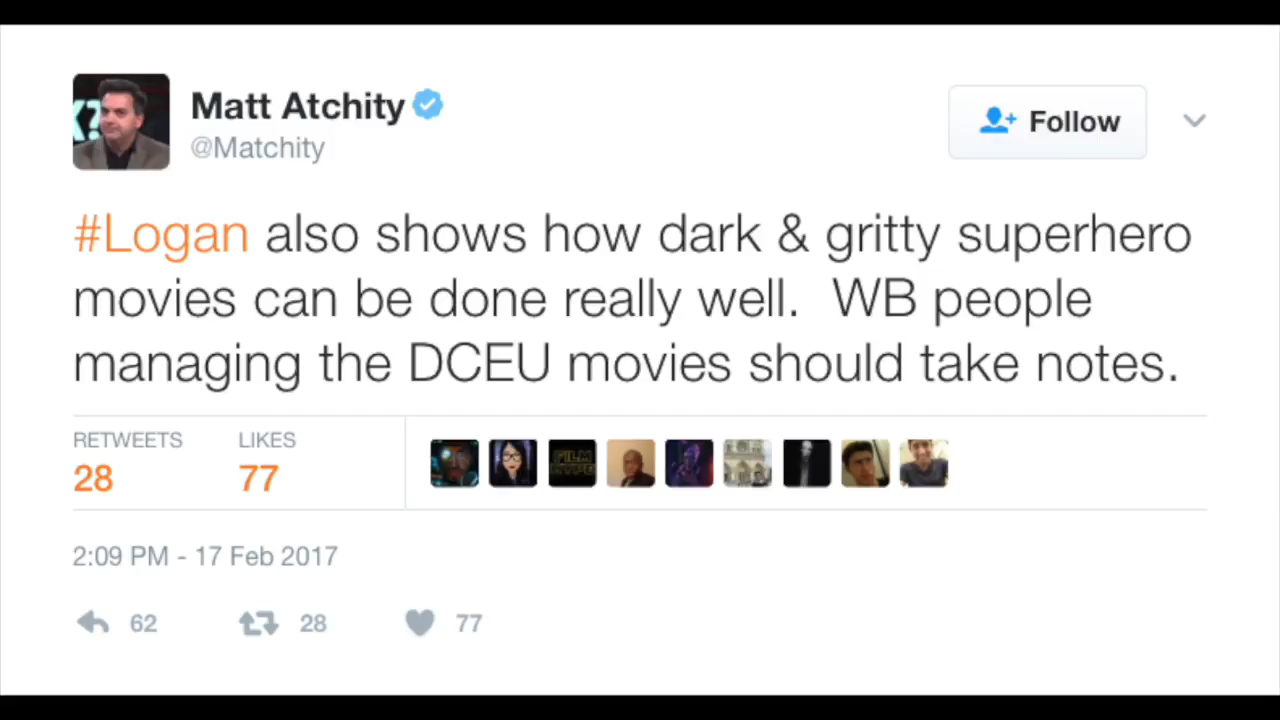 Matt Atchity
@Matchity
Follow
#Logan also shows how dark & gritty superhero
movies can be done really well.  WB people
managing the DCEU movies should take notes.
RETWEETS LIKES
28 77
2:09 PM - 17 Feb 2017
62 28 77